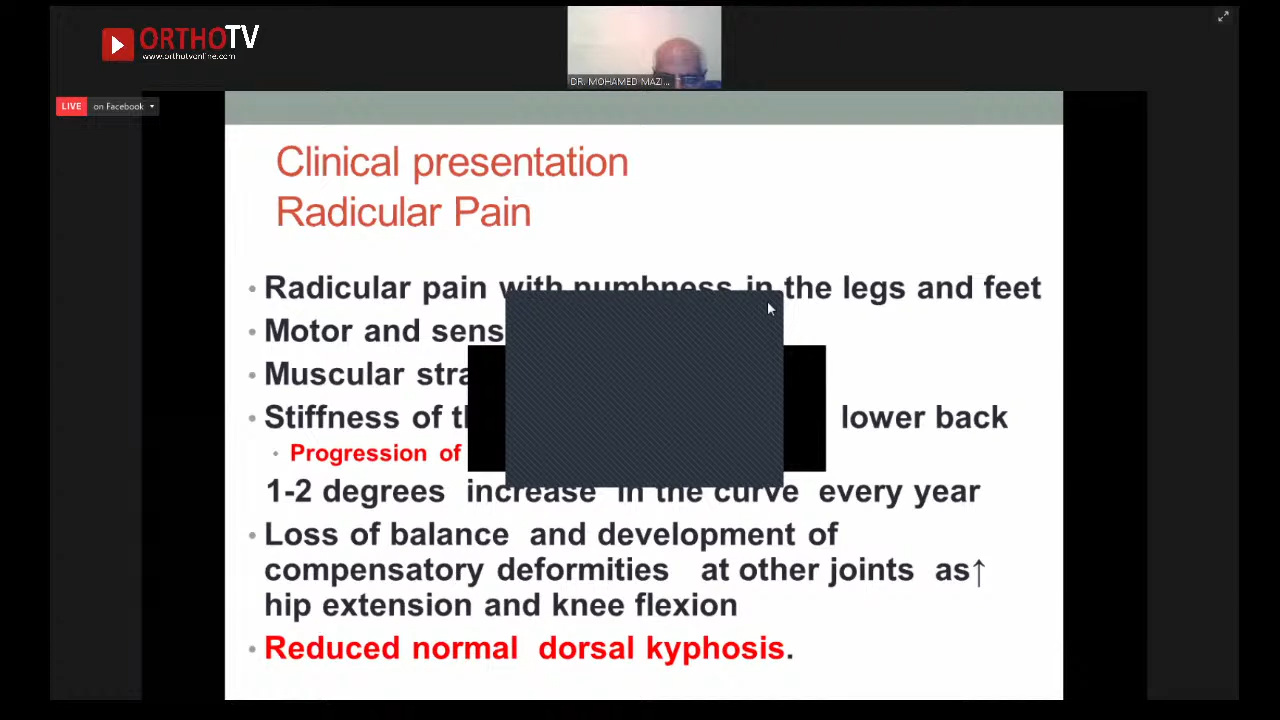 ORTHOTV
www.orthotvonline.com
DR. MOHAMED MAZI...
LIVE on Facebook
Clinical presentation
Radicular Pain
• Radicular pain with numbness in the legs and feet
• Motor and sens
• Muscular stra
• Stiffness of th lower back
• Progression of
1-2 degrees increase in the curve every year
• Loss of balance and development of
compensatory deformities at other joints as↑
hip extension and knee flexion
• Reduced normal dorsal kyphosis.